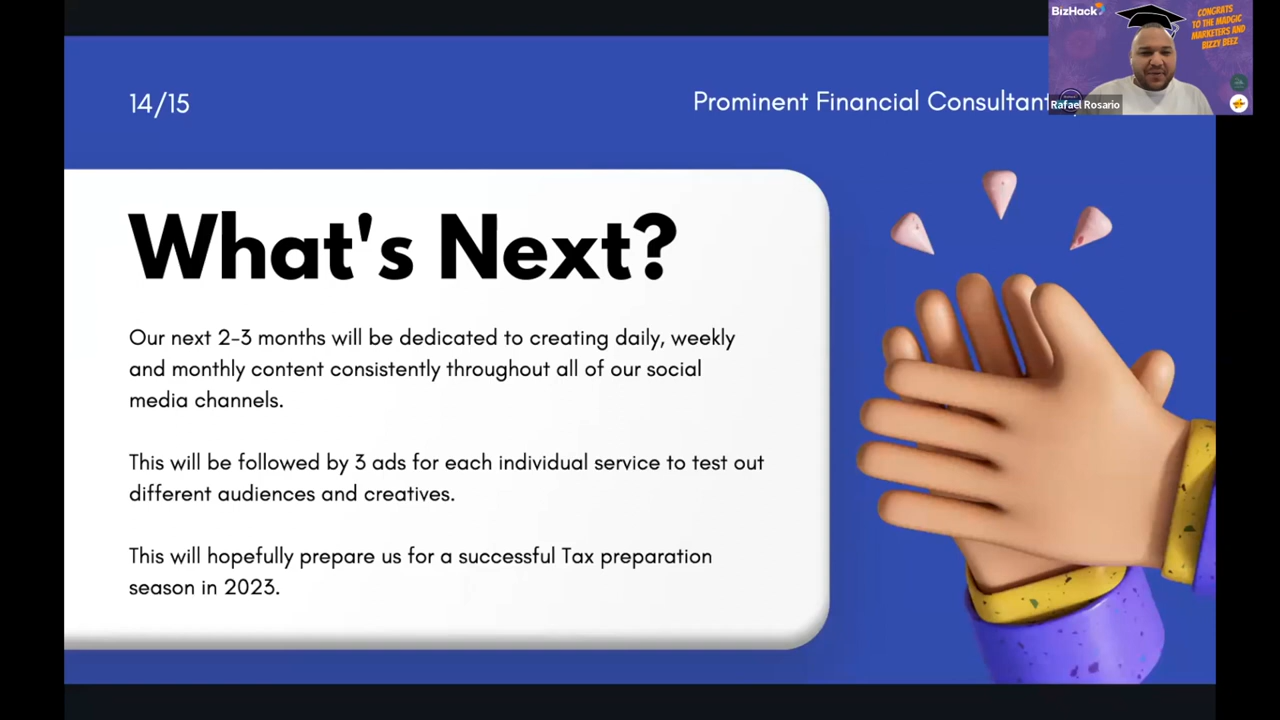 BizHack
CONGRATS
TO THE MADGIC
MARKETERS AND
BIZZY BEEZ
Rafael Rosario
14/15
Prominent Financial Consultant
What's Next?
Our next 2-3 months will be dedicated to creating daily, weekly
and monthly content consistently throughout all of our social
media channels.
This will be followed by 3 ads for each individual service to test out
different audiences and creatives.
This will hopefully prepare us for a successful Tax preparation
season in 2023.